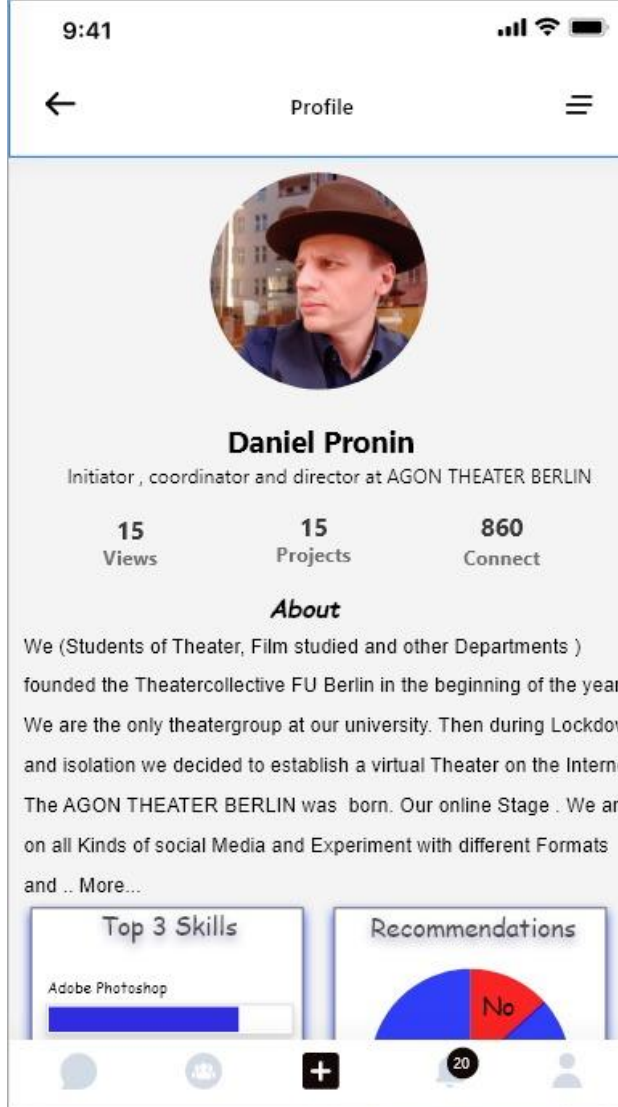 9:41
Profile
Daniel Pronin
Initiator , coordinator and director at AGON THEATER BERLIN
15 15 860
Views Projects Connect
About
We (Students of Theater, Film studied and other Departments )
founded the Theatercollective FU Berlin in the beginning of the year
We are the only theatergroup at our university. Then during Lockdov
and isolation we decided to establish a virtual Theater on the Intern
The AGON THEATER BERLIN was born. Our online Stage . We ar
on all Kinds of social Media and Experiment with different Formats
and .. More...
Top 3 Skills Recommendations
Adobe Photoshop
No
20